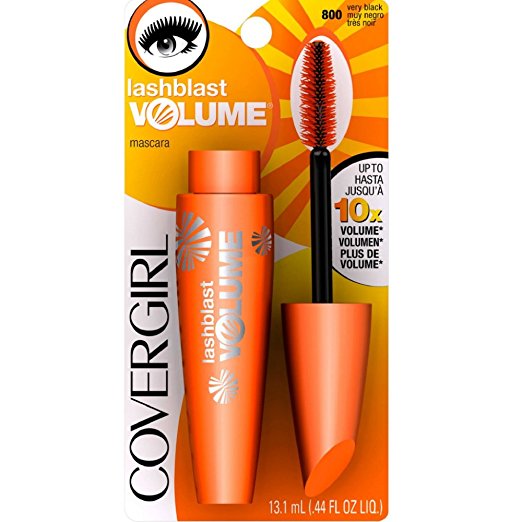 800 very black
muy negro
très noir
lashblast
VOLUME®
mascara
UP TO
HASTA
JUSQU'À
10x
VOLUME*
VOLUMEN*
PLUS DE
VOLUME*
COVERGIRL
lashblast
VOLUME
13.1 mL (.44 FL OZ LIQ.)